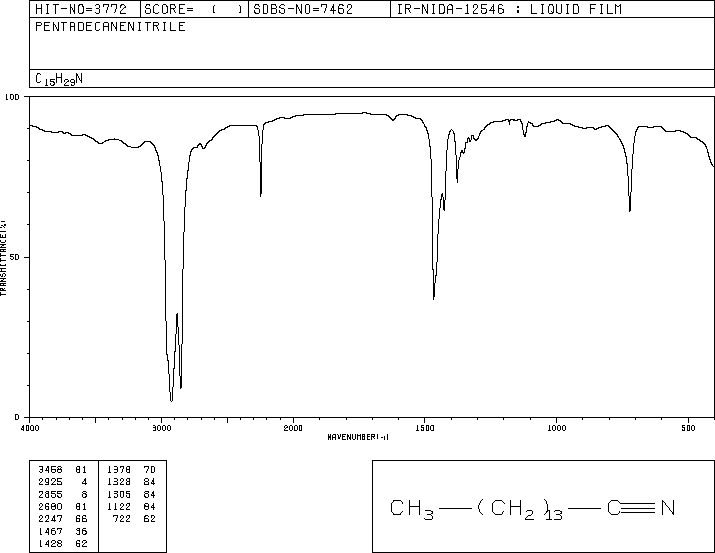 HIT-NO=3772 SCORE= ( ) SDBS-NO=7462 IR-NIDA-12546 : LIQUID FILM
PENTADECANENITRILE
C15H29N
100
50
0
TRANSMITTANCE(%)
4000 3000 2000 1500 1000 500
WAVENUMBER(-1)
3468 81 1378 70
2925 4 1328 84
2855 8 1305 84
2680 81 1122 84
2247 66 722 62
1467 36
1428 62
CH3—(CH2)13—C≡N